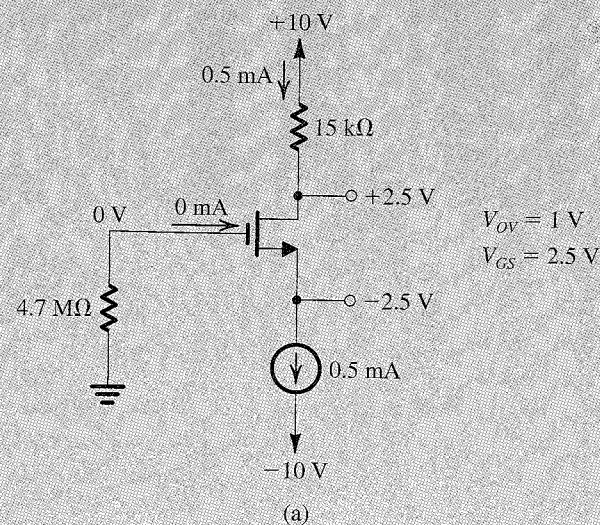 +10 V
0.5 mA
15 kΩ
+2.5 V
0 V
0 mA
V_OV = 1 V
V_GS = 2.5 V
4.7 MΩ
−2.5 V
0.5 mA
−10 V
(a)